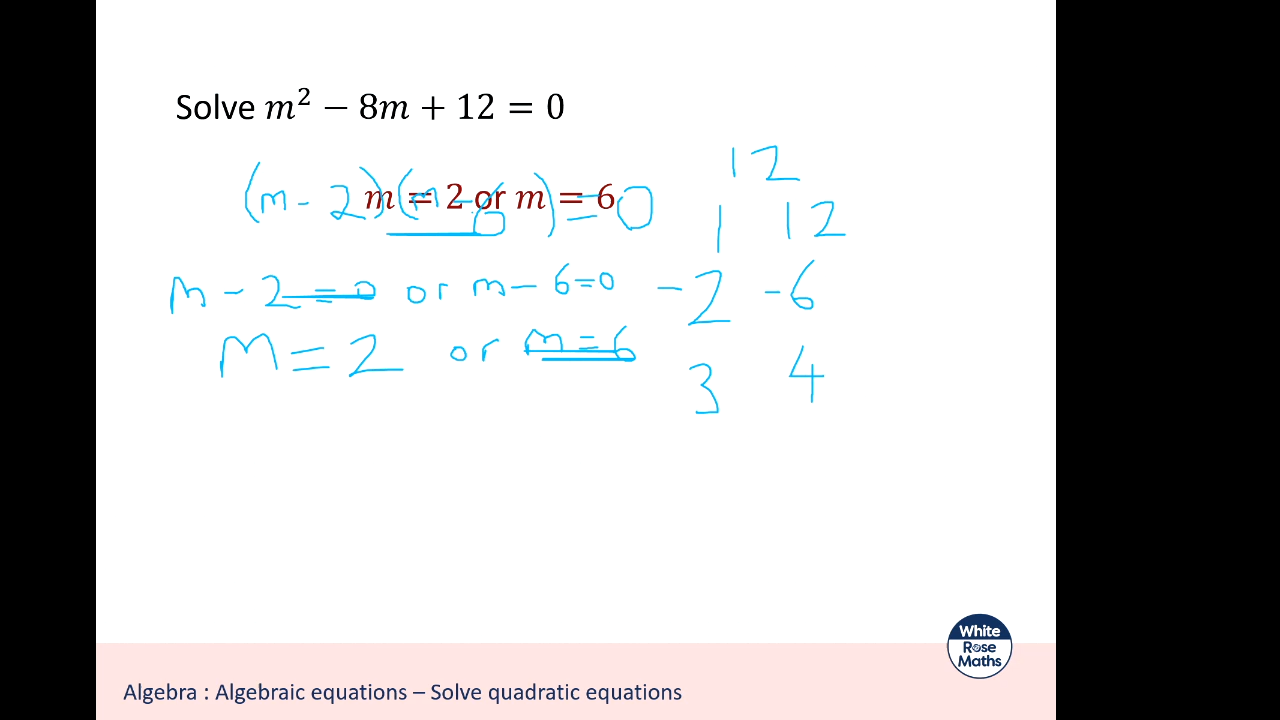 Solve m² − 8m + 12 = 0
(m - 2)(m - 6) = 0
m = 2 or m = 6
m - 2 = 0 or m - 6 = 0
m = 2 or m = 6
12
1 12
-2 -6
3 4
White
Rose
Maths
Algebra : Algebraic equations – Solve quadratic equations